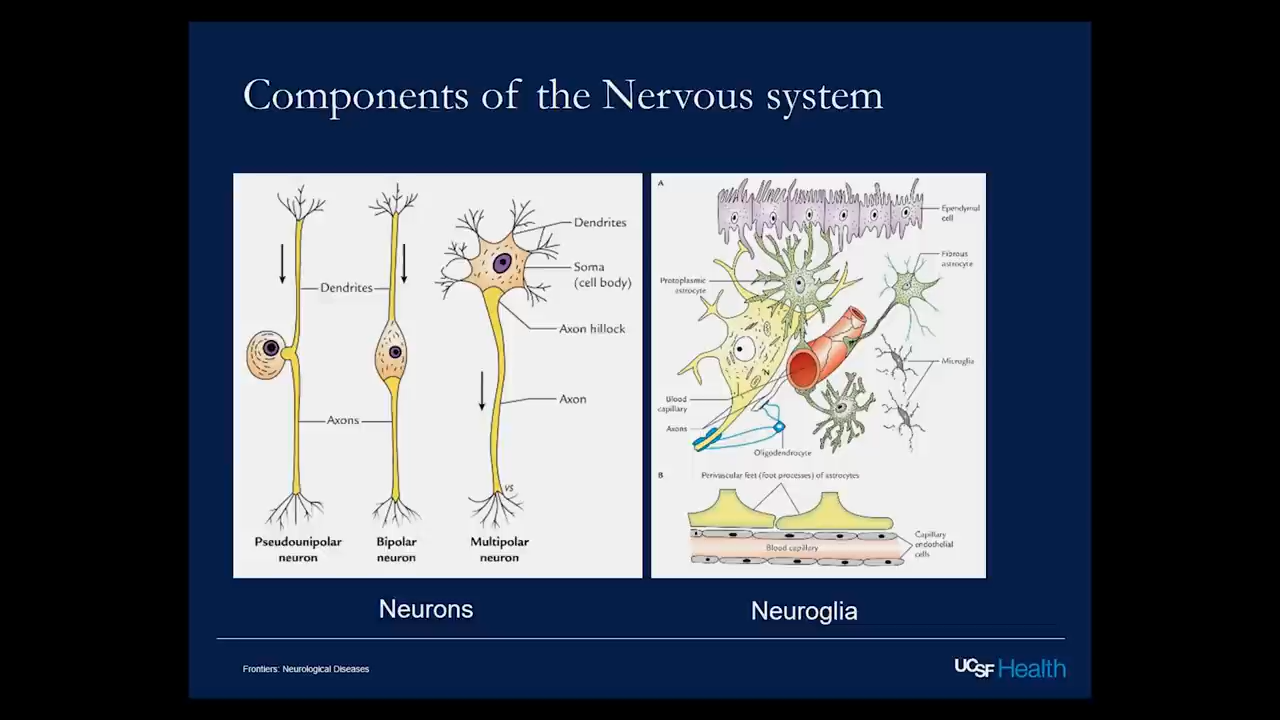 Components of the Nervous system
Dendrites
Soma
(cell body)
Dendrites
Axon hillock
Axon
Axons
VS
Pseudounipolar
neuron
Bipolar
neuron
Multipolar
neuron
Neurons
A
Ependymal
cell
Fibrous
astrocyte
Protoplasmic
astrocyte
Microglia
N
Blood
capillary
Axons
Oligodendrocyte
B
Perivascular feet (foot processes) of astrocytes
Capillary
endothelial
cells
Blood capillary
Neuroglia
Frontiers: Neurological Diseases
UCSF Health